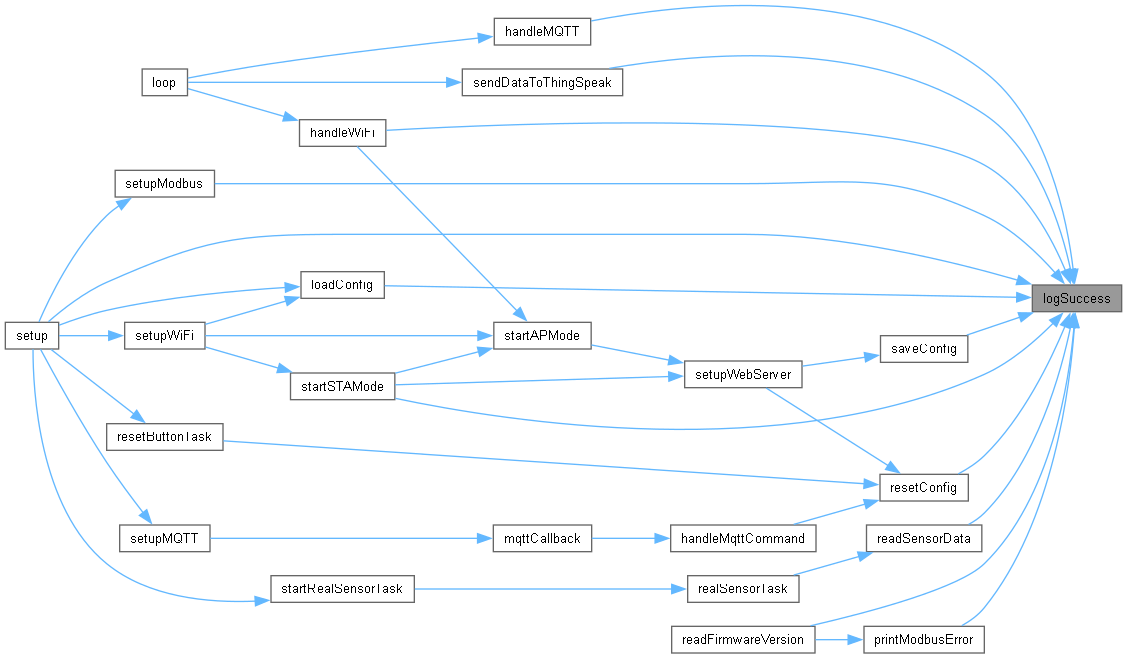 handleMQTT
loop
sendDataToThingSpeak
handleWiFi
setupModbus
loadConfig
logSuccess
setup
setupWiFi
startAPMode
saveConfig
setupWebServer
startSTAMode
resetButtonTask
resetConfig
setupMQTT
mqttCallback
handleMqttCommand
readSensorData
startRealSensorTask
realSensorTask
readFirmwareVersion
printModbusError